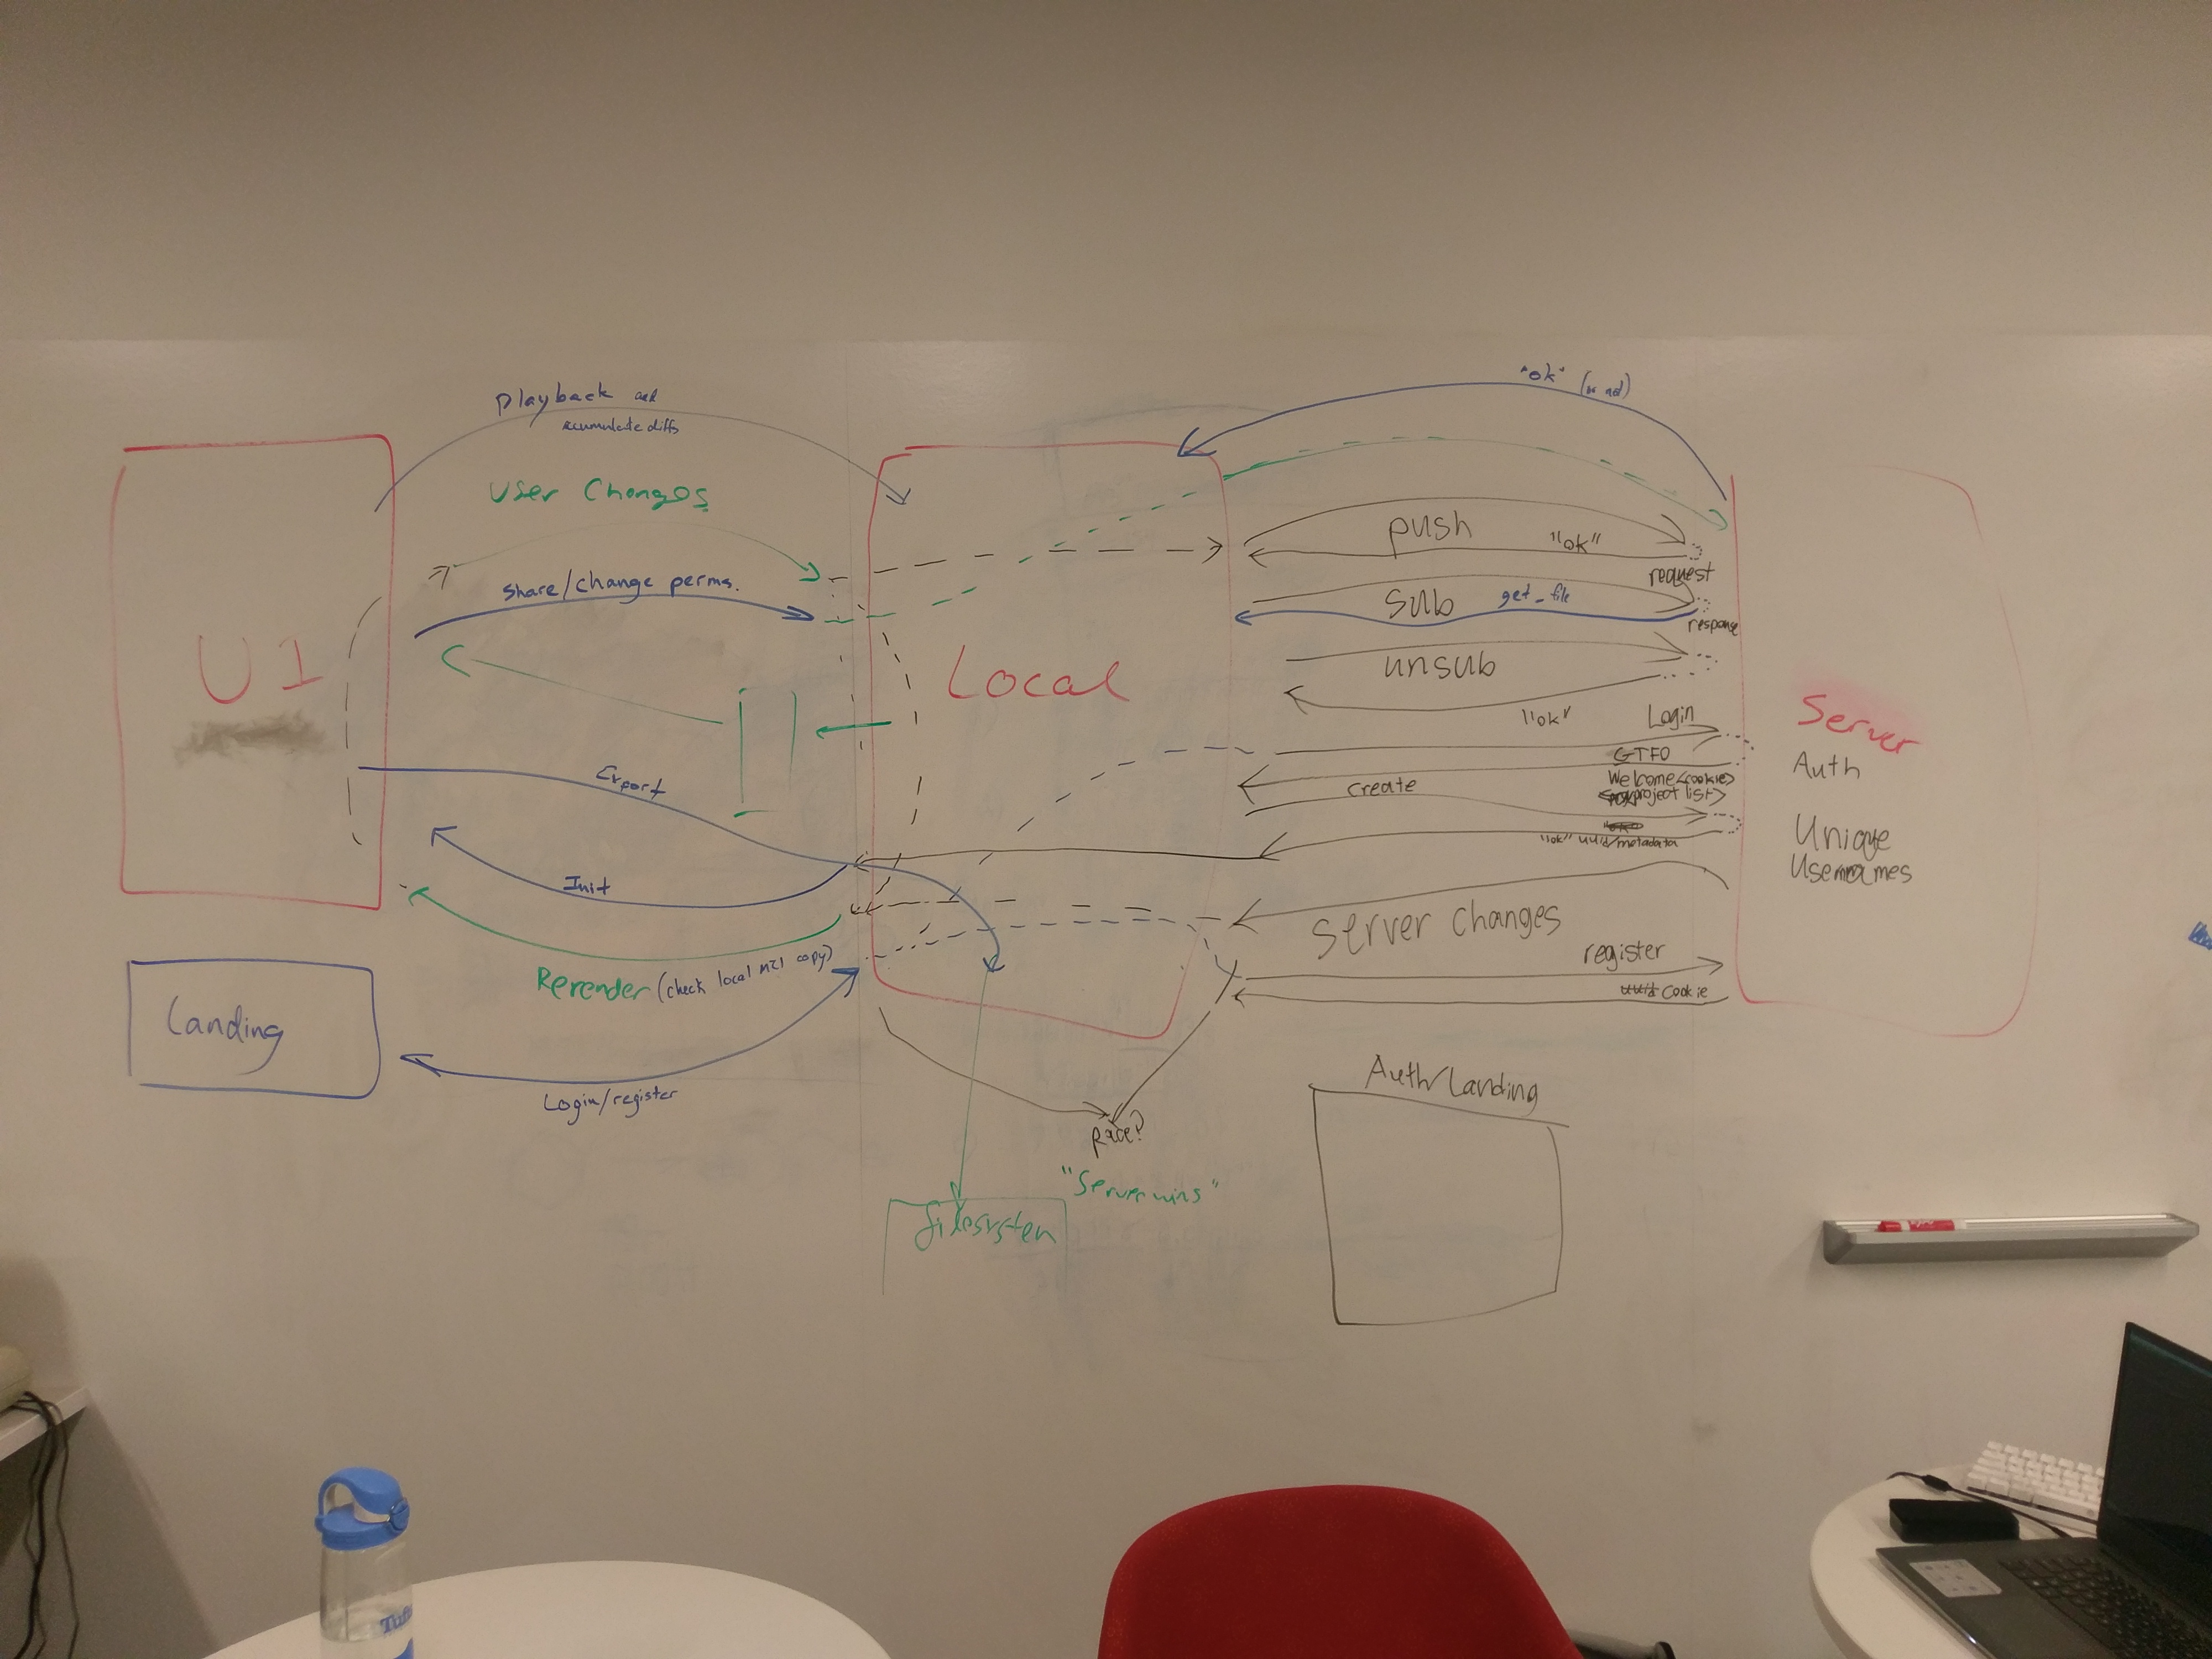 Playback and
accumulate diffs
User Changes
Share/change perms.
UI
Export
Init
Rerender (check local copy)
Landing
Login/register
Local
"ok" (or not)
push
"ok"
request
sub
get_file
response
unsub
"ok"
Login
GTFO
Welcome <cookie>
project list>
create
"ok" uuid/metadata
Server changes
register
uuid Cookie
Server
Auth
Unique
Usernames
Race?
"Server wins"
filesystem
Auth/Landing